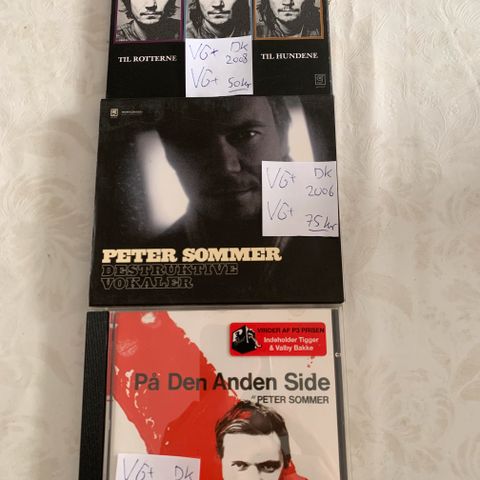 TIL ROTTERNE
TIL HUNDENE
VG+ DK
2008
VG+ 50kr
VG+ DK
2006
VG+
75kr
PETER SOMMER
DESTRUKTIVE
VOKALER
VINDER AF P3 PRISEN
Indeholder Tigger
& Valby Bakke
På Den Anden Side
PETER SOMMER
VG+ DK